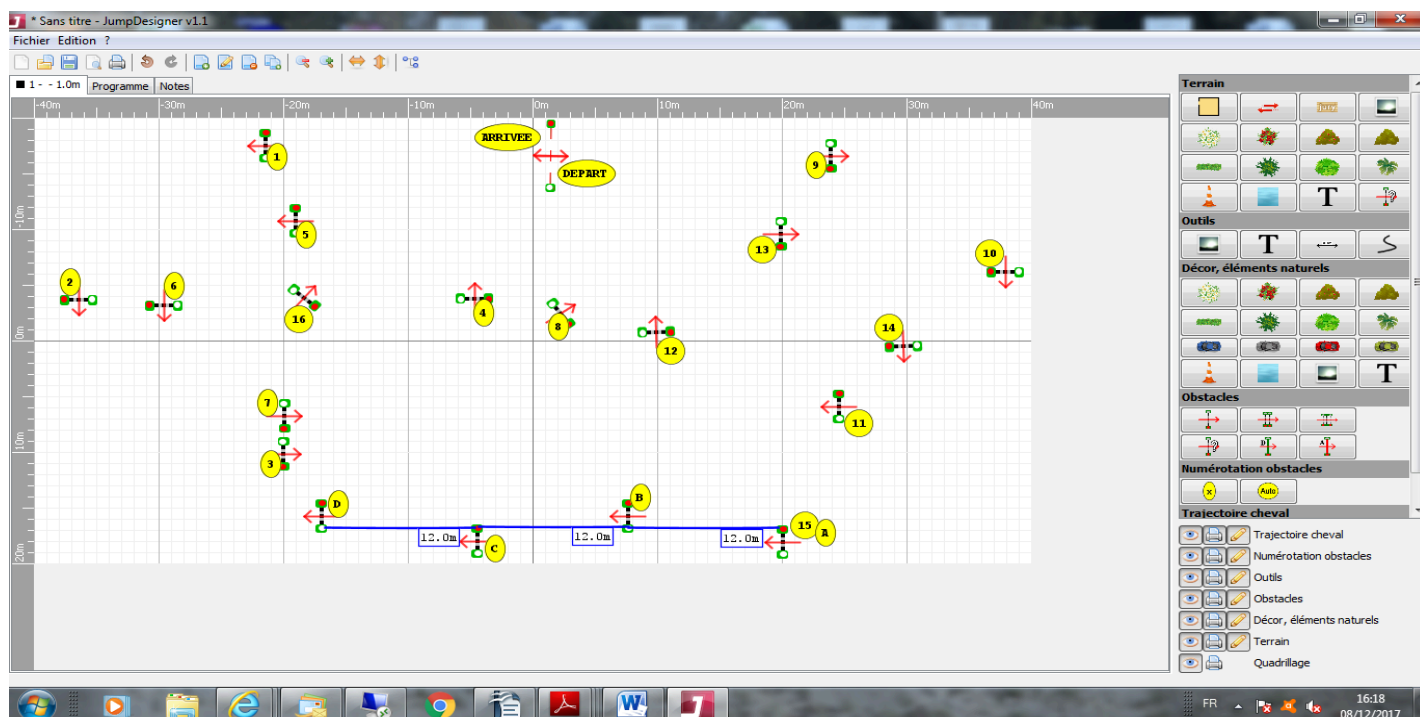 * Sans titre - JumpDesigner v1.1
Fichier Edition ?
1 - - 1.0m Programme Notes
-40m -30m -20m -10m 0m 10m 20m 30m 40m
-10m
0m
10m
20m
ARRIVEE
DEPART
1
9
5
13
10
2
6
16
4
8
12
14
7
3
11
D
B
15
A
C
12.0m
12.0m
12.0m
Terrain
T
Outils
T
Décor, éléments naturels
T
Obstacles
D
A
Numérotation obstacles
x
Auto
Trajectoire cheval
Trajectoire cheval
Numérotation obstacles
Outils
Obstacles
Décor, éléments naturels
Terrain
Quadrillage
FR
16:18
08/12/2017